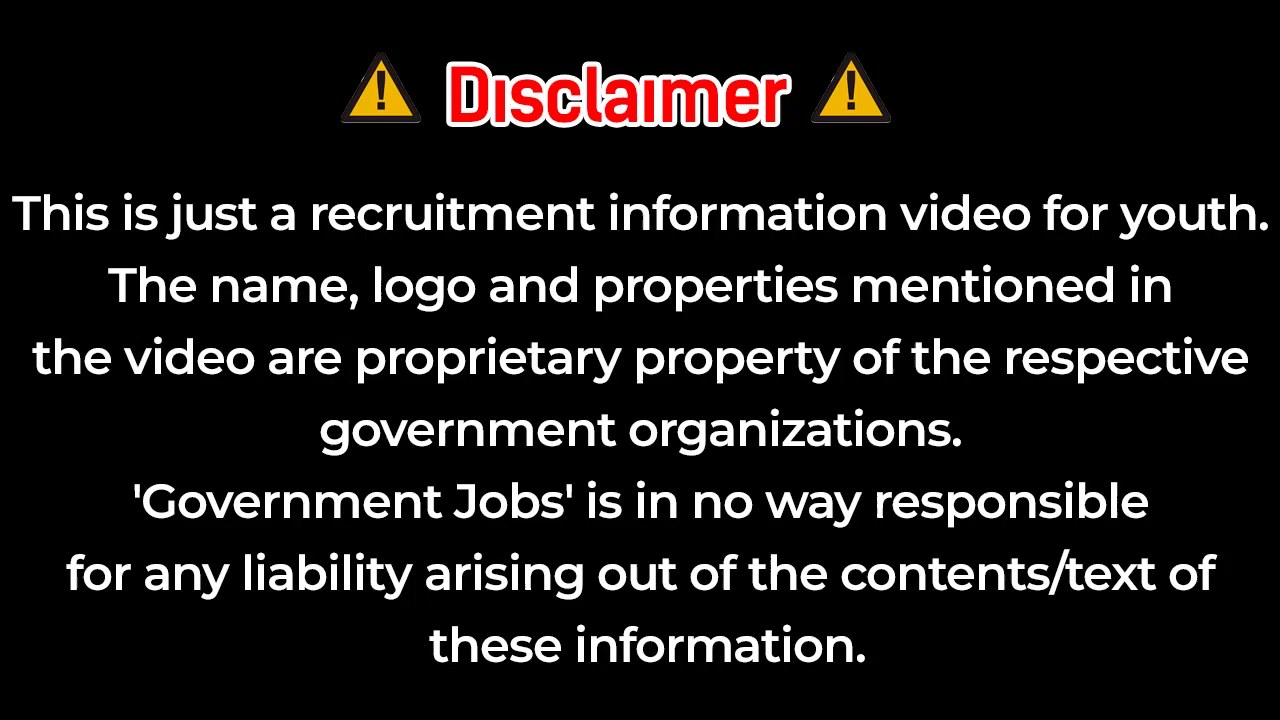 Disclaimer
This is just a recruitment information video for youth.
The name, logo and properties mentioned in
the video are proprietary property of the respective
government organizations.
'Government Jobs' is in no way responsible
for any liability arising out of the contents/text of
these information.